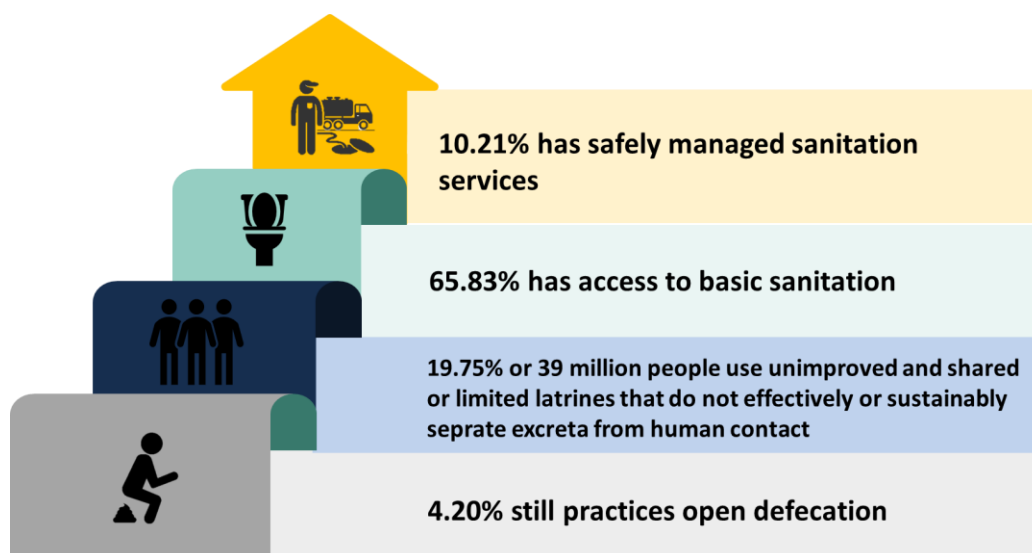 10.21% has safely managed sanitation
services
65.83% has access to basic sanitation
19.75% or 39 million people use unimproved and shared
or limited latrines that do not effectively or sustainably
seprate excreta from human contact
4.20% still practices open defecation